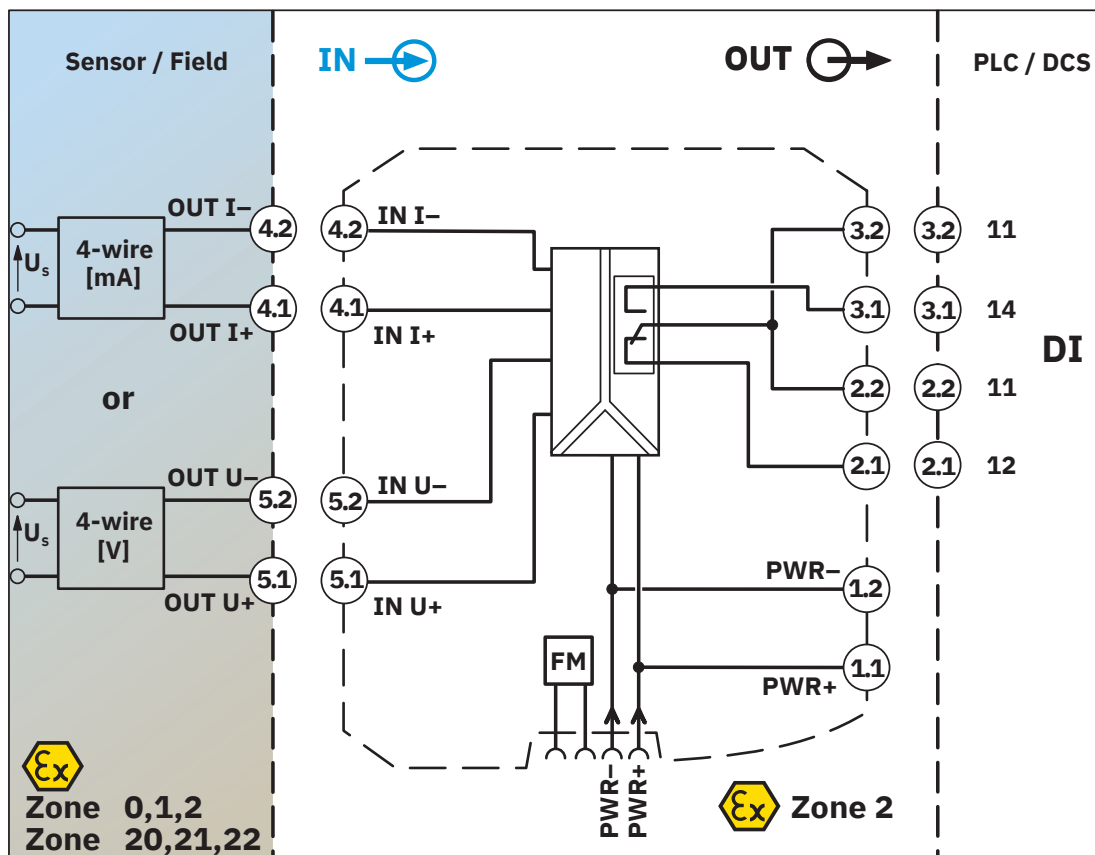 Sensor / Field
IN
OUT
PLC / DCS
OUT I–
4.2
4.2
IN I–
3.2
3.2
11
Us
4-wire
[mA]
4.1
4.1
OUT I+
IN I+
3.1
3.1
14
DI
or
2.2
2.2
11
2.1
2.1
12
OUT U–
5.2
5.2
IN U–
Us
4-wire
[V]
5.1
5.1
OUT U+
IN U+
PWR–
1.2
FM
1.1
PWR+
PWR–
PWR+
Ex
Zone 0,1,2
Zone 20,21,22
Ex
Zone 2